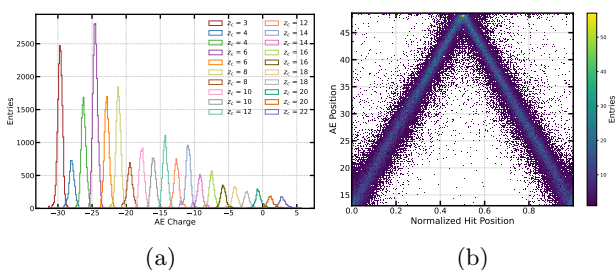 z_c = 3
z_c = 4
z_c = 4
z_c = 6
z_c = 6
z_c = 8
z_c = 8
z_c = 10
z_c = 10
z_c = 12
z_c = 12
z_c = 14
z_c = 14
z_c = 16
z_c = 16
z_c = 18
z_c = 18
z_c = 20
z_c = 20
z_c = 22
Entries
2500
2000
1500
1000
500
0
−30 −25 −20 −15 −10 −5 0 5
AE Charge
(a)
AE Position
45
40
35
30
25
20
15
0.0 0.2 0.4 0.6 0.8
Normalized Hit Position
50
40
30
20
10
Entries
(b)